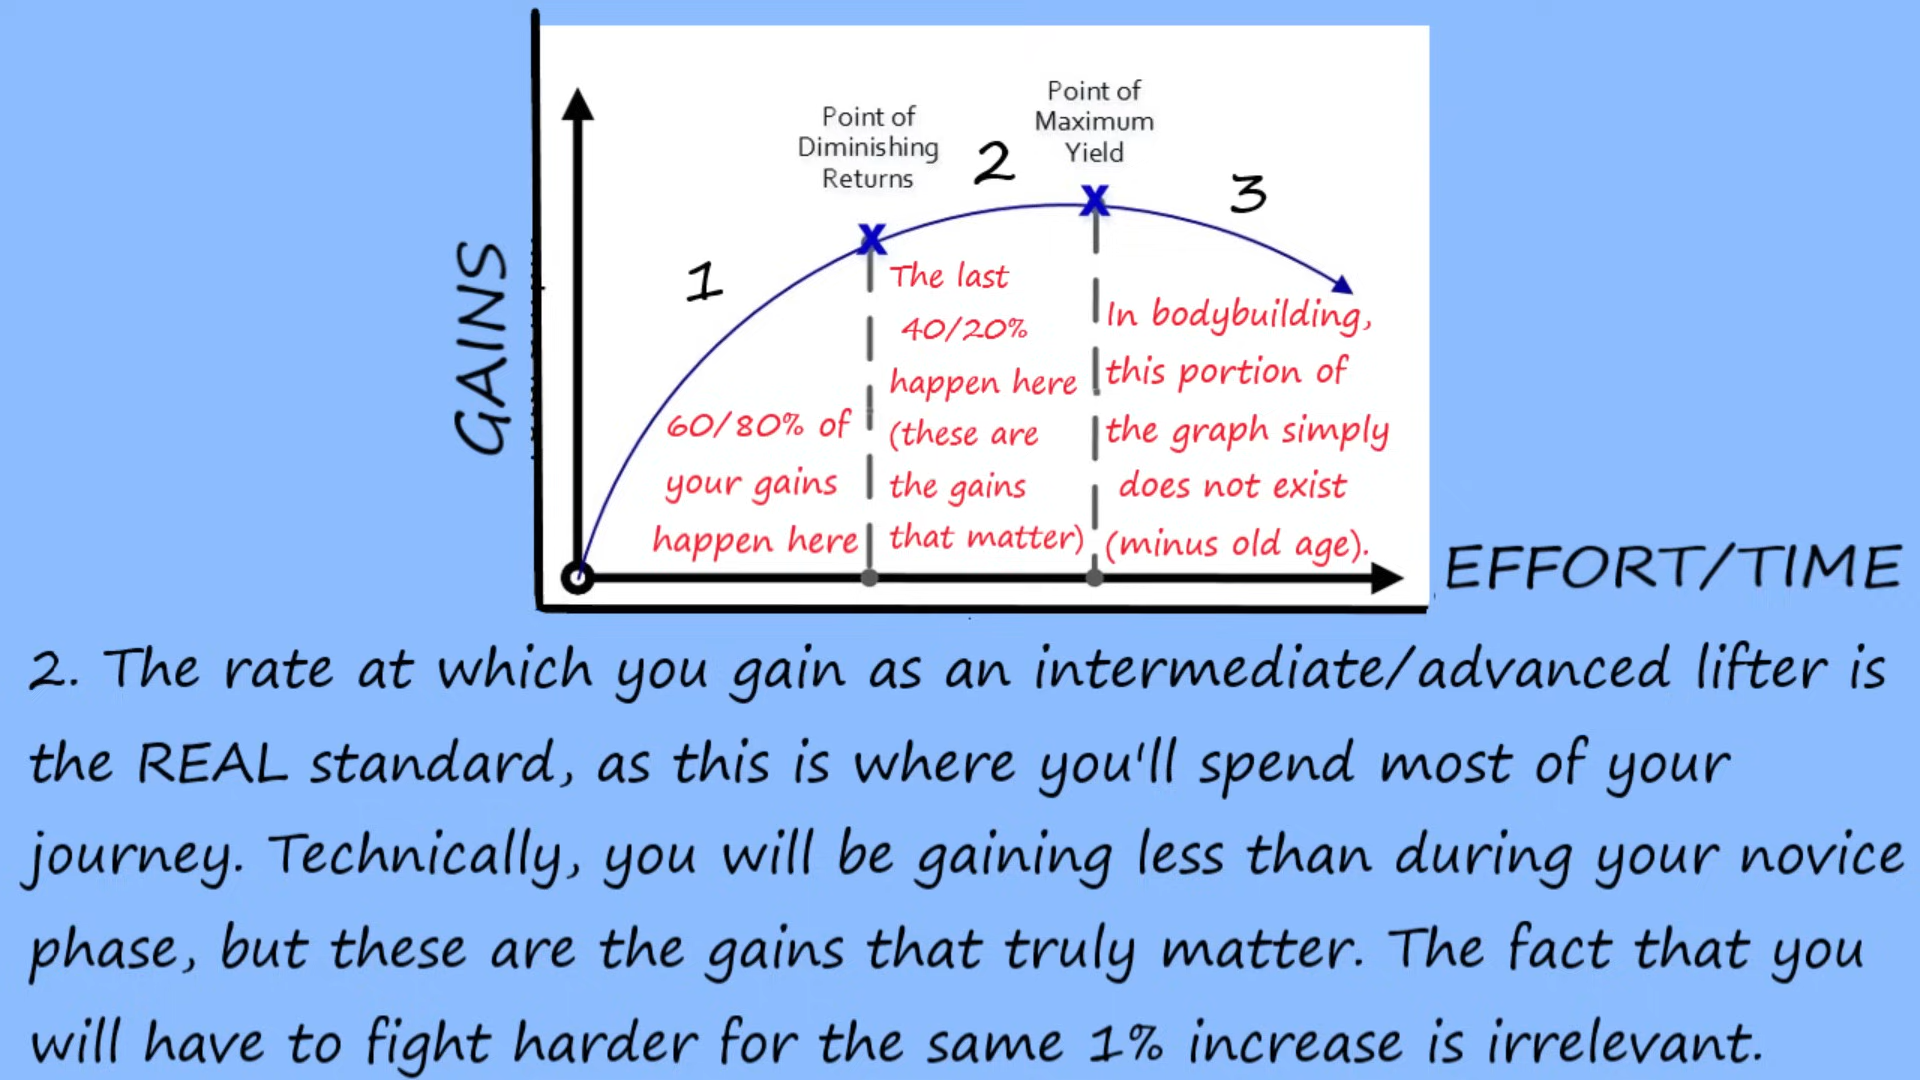 Point of
Diminishing
Returns
Point of
Maximum
Yield
1
2
3
GAINS
60/80% of
your gains
happen here
The last
40/20%
happen here
(these are
the gains
that matter)
In bodybuilding,
this portion of
the graph simply
does not exist
(minus old age).
EFFORT/TIME
2. The rate at which you gain as an intermediate/advanced lifter is
the REAL standard, as this is where you'll spend most of your
journey. Technically, you will be gaining less than during your novice
phase, but these are the gains that truly matter. The fact that you
will have to fight harder for the same 1% increase is irrelevant.